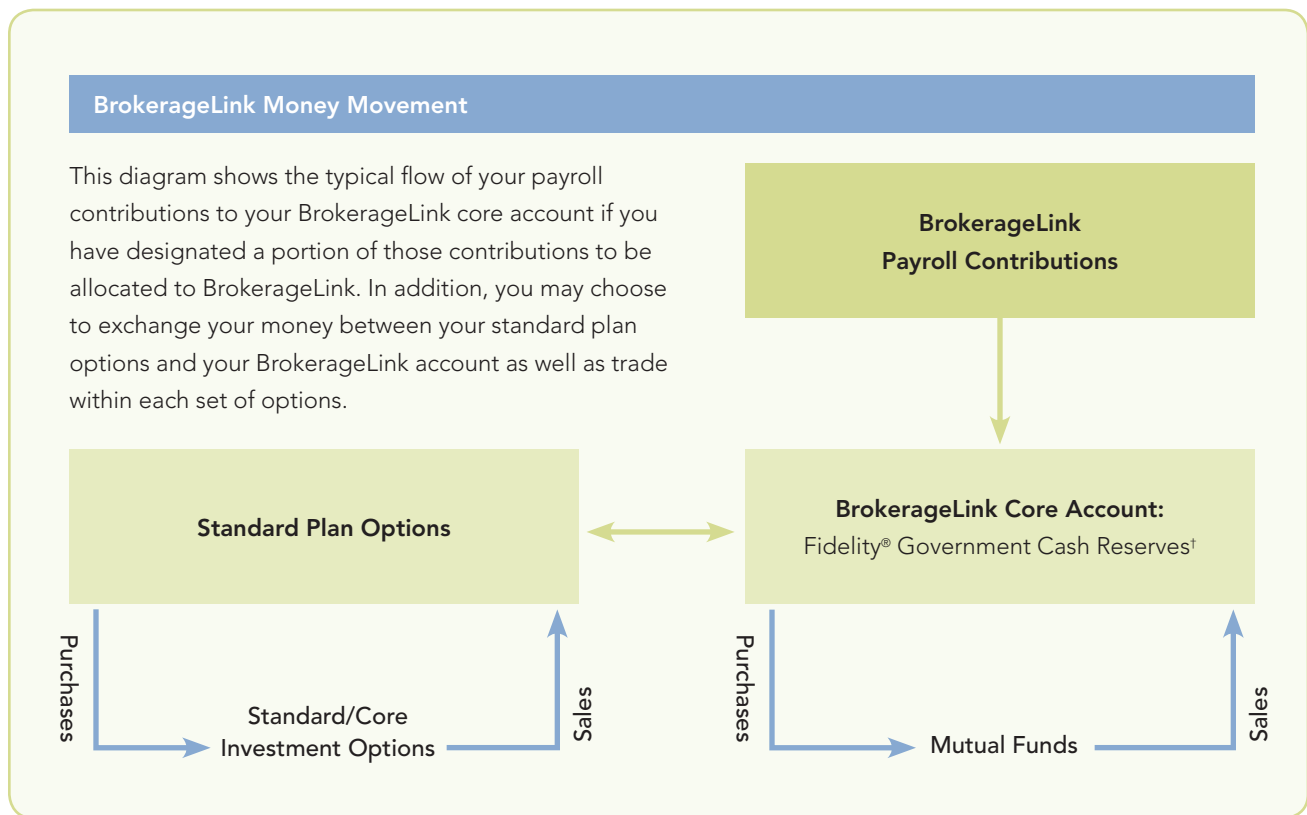 BrokerageLink Money Movement
This diagram shows the typical flow of your payroll
contributions to your BrokerageLink core account if you
have designated a portion of those contributions to be
allocated to BrokerageLink. In addition, you may choose
to exchange your money between your standard plan
options and your BrokerageLink account as well as trade
within each set of options.
BrokerageLink
Payroll Contributions
Standard Plan Options
BrokerageLink Core Account:
Fidelity® Government Cash Reserves†
Purchases
Standard/Core
Investment Options
Sales
Purchases
Mutual Funds
Sales